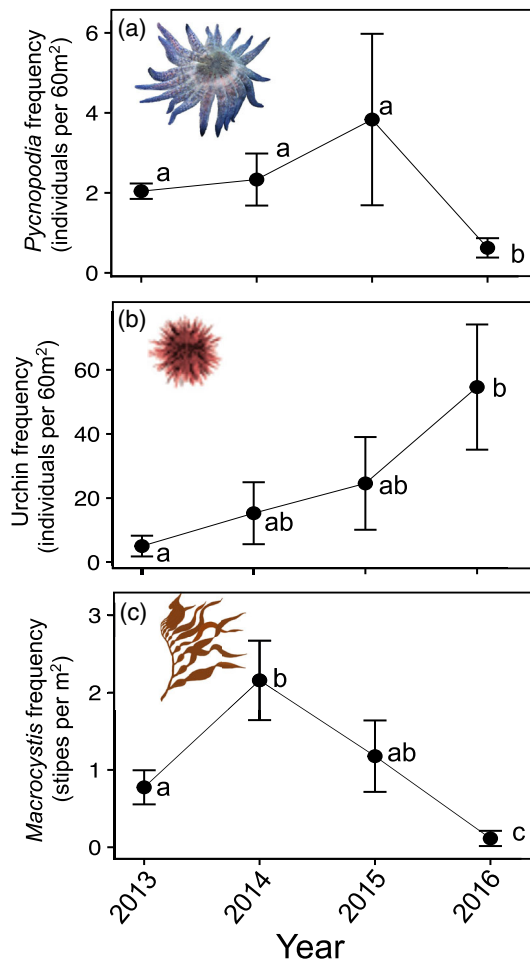 (a)
6
4
2
0
Pycnopodia frequency
(individuals per 60m²)
a
a
a
b
(b)
60
40
20
0
Urchin frequency
(individuals per 60m²)
a
ab
ab
b
(c)
3
2
1
0
Macrocystis frequency
(stipes per m²)
a
b
ab
c
2013
2014
2015
2016
Year